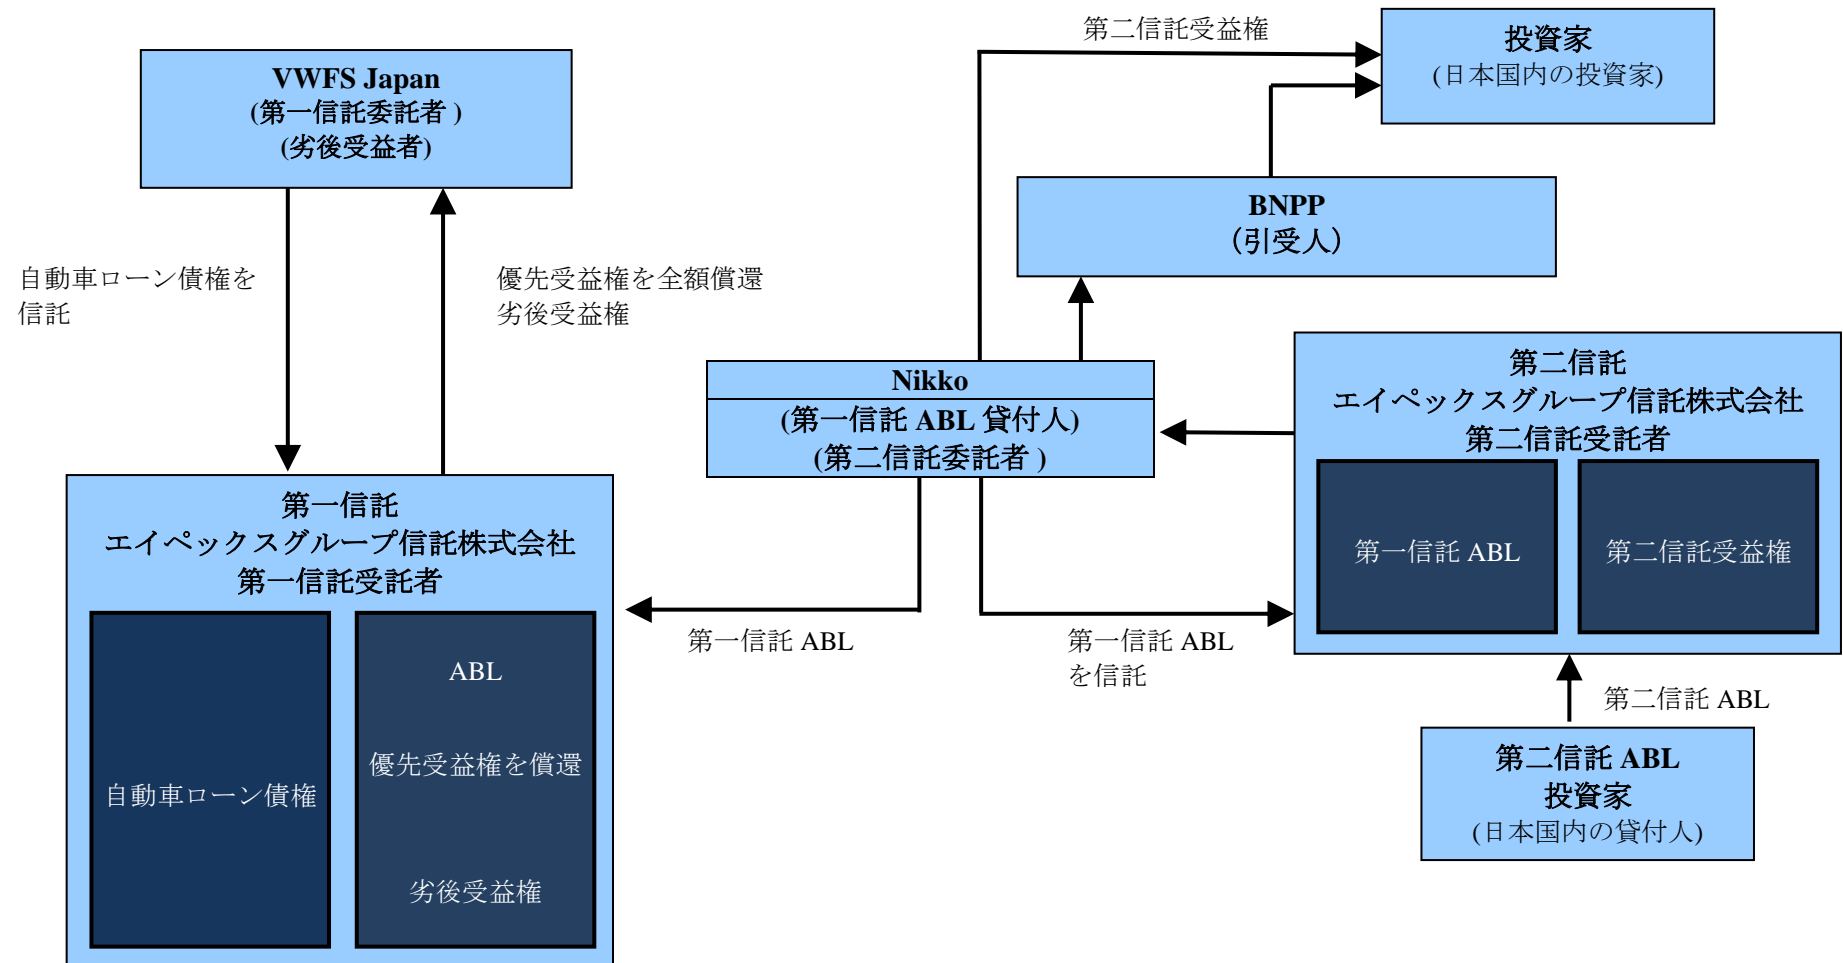 VWFS Japan
(第一信託委託者 )
(劣後受益者)
自動車ローン債権を
信託
優先受益権を全額償還
劣後受益権
第一信託
エイペックスグループ信託株式会社
第一信託受託者
自動車ローン債権
ABL
優先受益権を償還
劣後受益権
第二信託受益権
投資家
(日本国内の投資家)
BNPP
（引受人）
Nikko
(第一信託 ABL 貸付人)
(第二信託委託者 )
第一信託 ABL
第一信託 ABL
を信託
第二信託
エイペックスグループ信託株式会社
第二信託受託者
第一信託 ABL
第二信託受益権
第二信託 ABL
第二信託 ABL
投資家
(日本国内の貸付人)